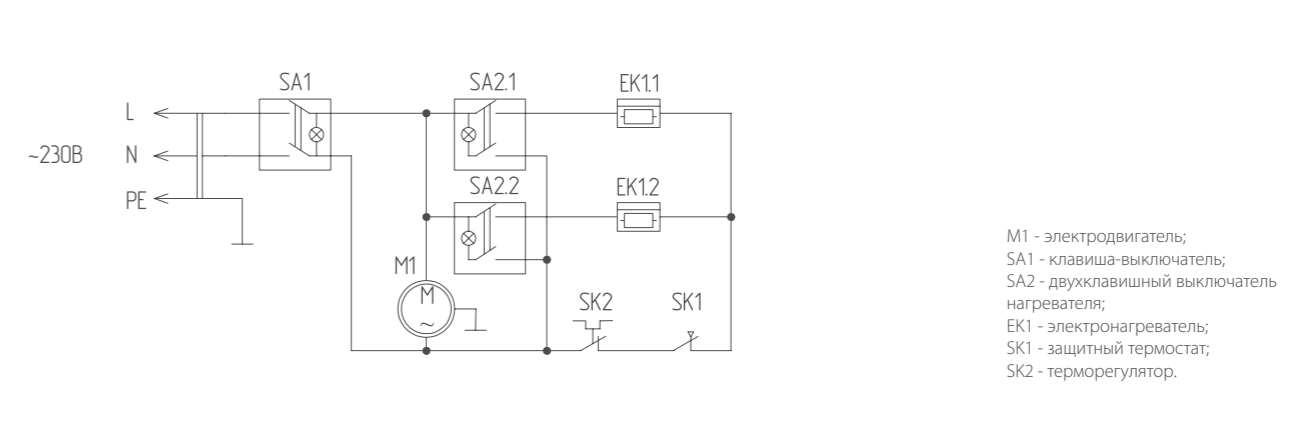 SA1 SA2.1 EK1.1
L
~230В N
SA2.2 EK1.2
PE
M1 - электродвигатель;
SA1 - клавиша-выключатель;
M1
SA2 - двухклавишный выключатель
M
SK2 SK1
нагревателя;
~
EK1 - электронагреватель;
SK1 - защитный термостат;
SK2 - терморегулятор.